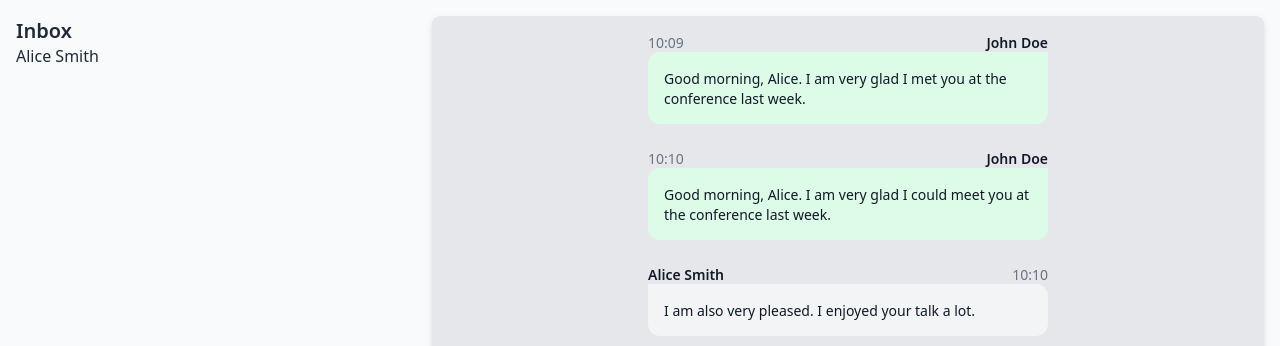 Inbox
Alice Smith
10:09 John Doe
Good morning, Alice. I am very glad I met you at the
conference last week.
10:10 John Doe
Good morning, Alice. I am very glad I could meet you at
the conference last week.
Alice Smith 10:10
I am also very pleased. I enjoyed your talk a lot.